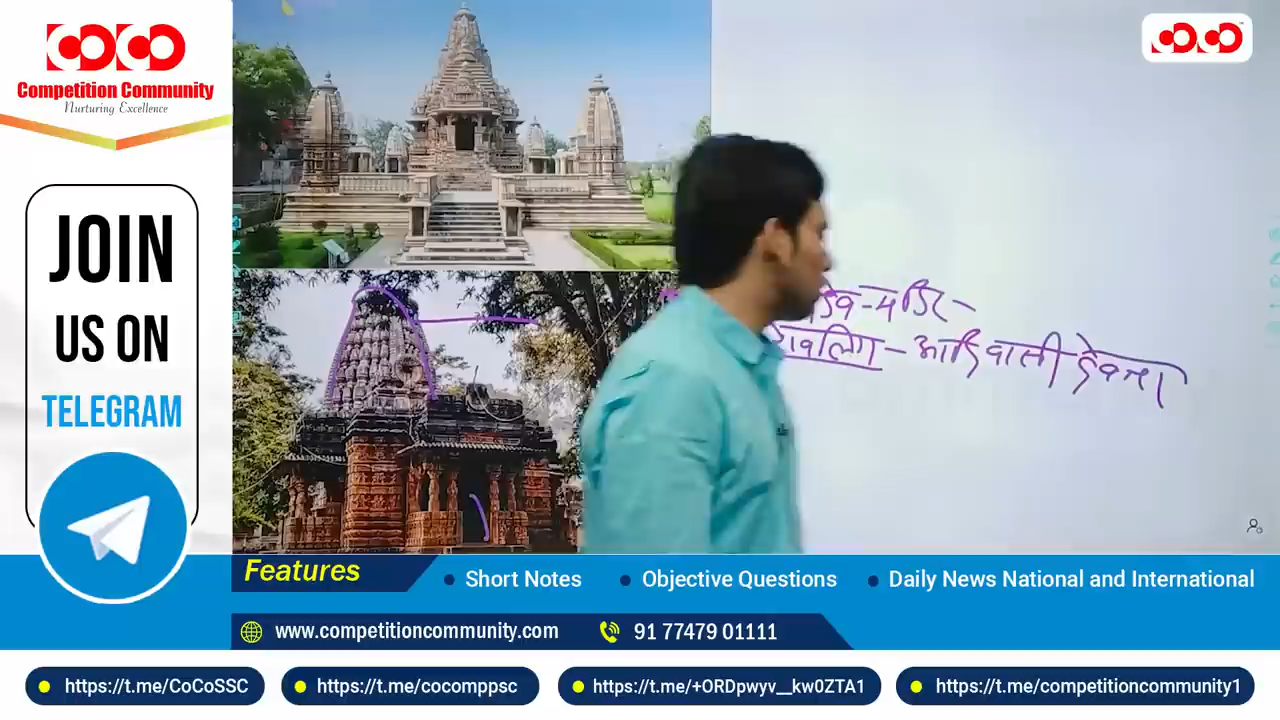 COCO
Competition Community
Nurturing Excellence
COCO
JOIN
US ON
TELEGRAM
देव-मंदिर-
आदिवासी देवता
Features
• Short Notes
• Objective Questions
• Daily News National and International
www.competitioncommunity.com
91 77479 01111
https://t.me/CoCoSSC
https://t.me/cocomppsc
https://t.me/+ORDpwyv__kw0ZTA1
https://t.me/competitioncommunity1